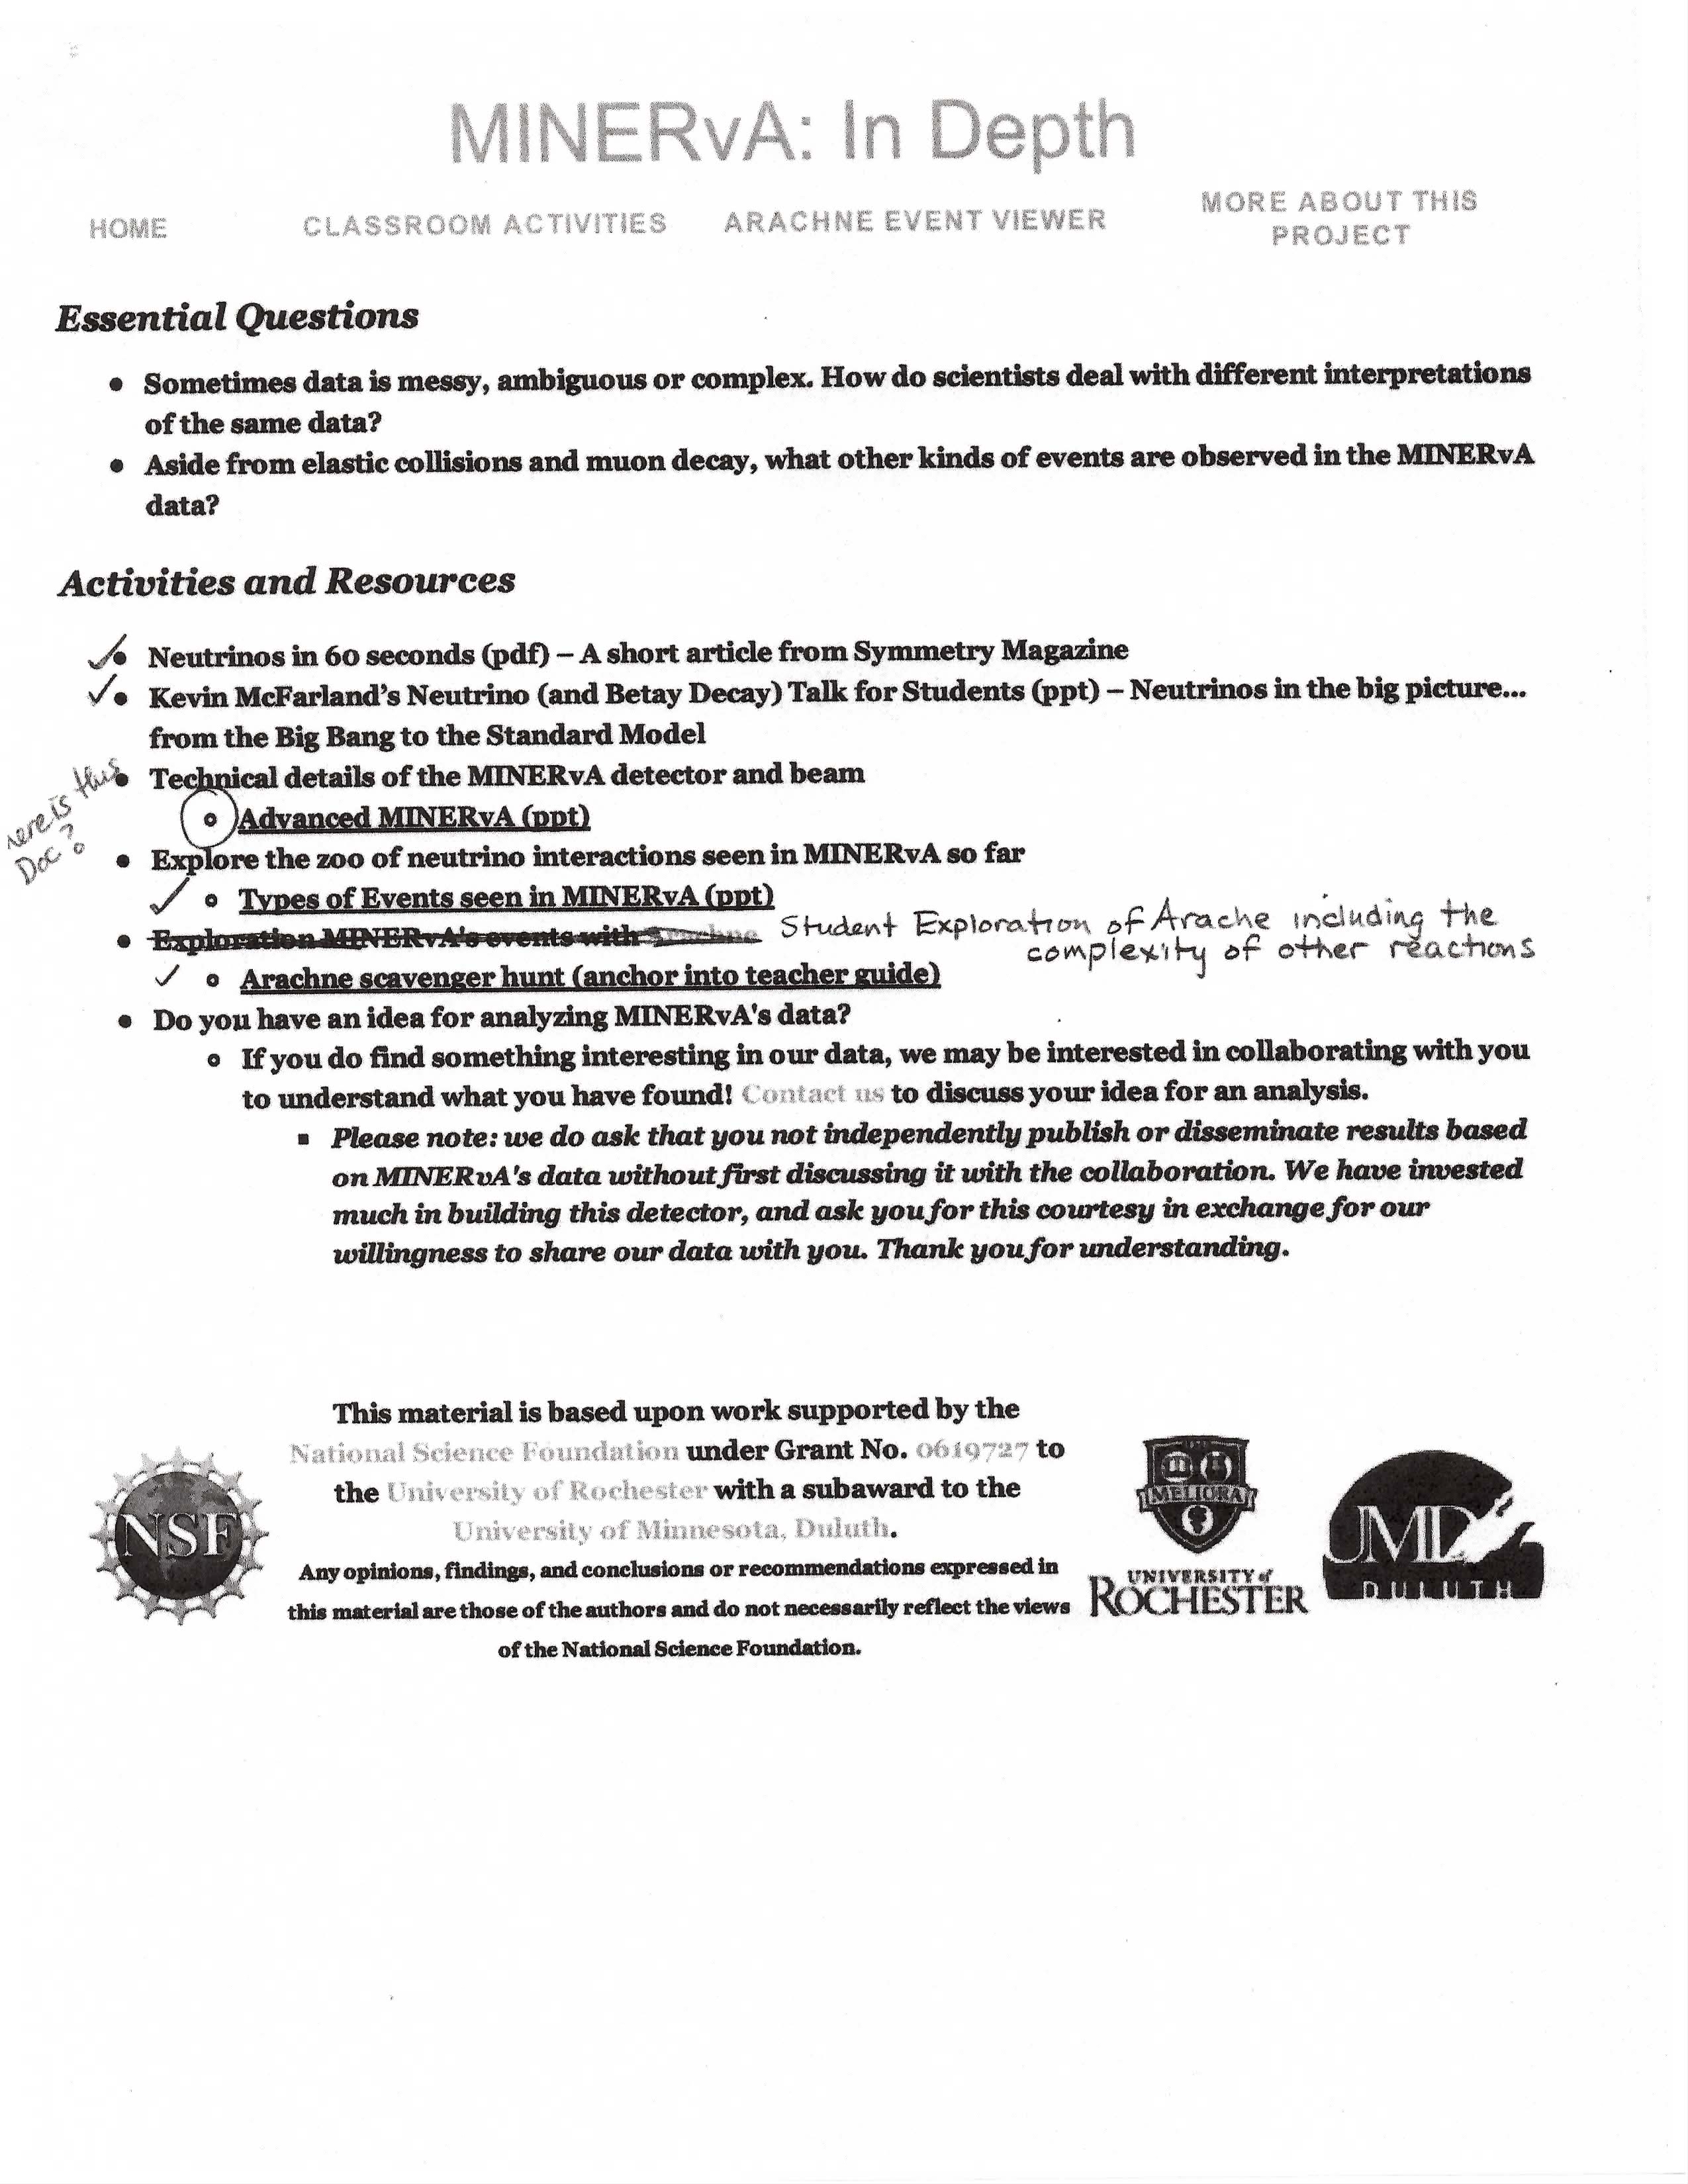 MINERvA: In Depth
HOME
CLASSROOM ACTIVITIES
ARACHNE EVENT VIEWER
MORE ABOUT THIS
PROJECT
Essential Questions
• Sometimes data is messy, ambiguous or complex. How do scientists deal with different interpretations
of the same data?
• Aside from elastic collisions and muon decay, what other kinds of events are observed in the MINERvA
data?
Activities and Resources
• Neutrinos in 60 seconds (pdf) – A short article from Symmetry Magazine
• Kevin McFarland's Neutrino (and Betay Decay) Talk for Students (ppt) – Neutrinos in the big picture...
from the Big Bang to the Standard Model
• Technical details of the MINERvA detector and beam
ere is this
Doc?
Advanced MINERvA (ppt)
• Explore the zoo of neutrino interactions seen in MINERvA so far
Types of Events seen in MINERvA (ppt)
• Exploration MINERvA's events with Arachne
Student Exploration of Arache including the
complexity of other reactions
Arachne scavenger hunt (anchor into teacher guide)
• Do you have an idea for analyzing MINERvA's data?
If you do find something interesting in our data, we may be interested in collaborating with you
to understand what you have found! Contact us to discuss your idea for an analysis.
▪ Please note: we do ask that you not independently publish or disseminate results based
on MINERvA's data without first discussing it with the collaboration. We have invested
much in building this detector, and ask you for this courtesy in exchange for our
willingness to share our data with you. Thank you for understanding.
This material is based upon work supported by the
National Science Foundation under Grant No. 0619727 to
the University of Rochester with a subaward to the
University of Minnesota, Duluth.
Any opinions, findings, and conclusions or recommendations expressed in
this material are those of the authors and do not necessarily reflect the views
of the National Science Foundation.
NSF
MELIORA
UNIVERSITY of
ROCHESTER
UMD
DULUTH